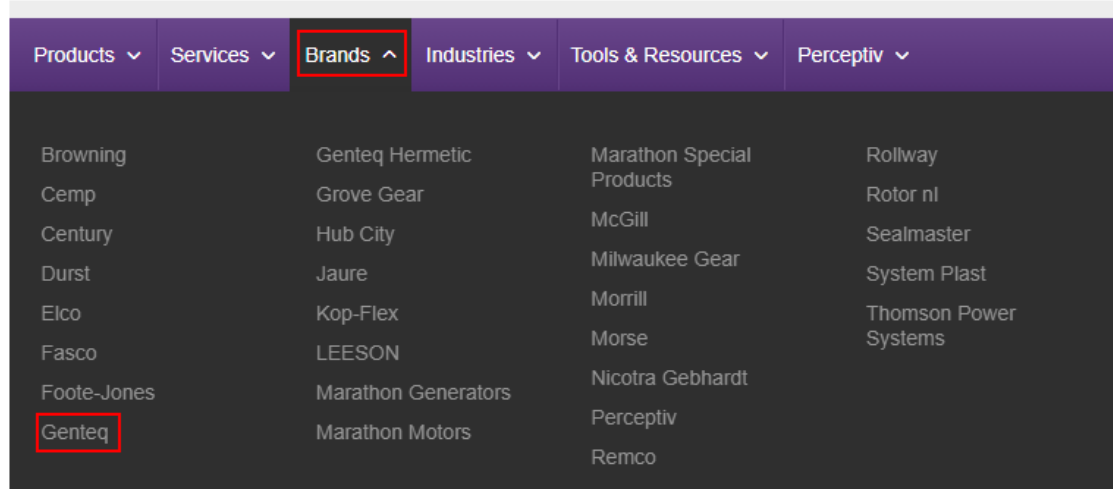 Products
Services
Brands
Industries
Tools & Resources
Perceptiv
Browning
Cemp
Century
Durst
Elco
Fasco
Foote-Jones
Genteq
Genteq Hermetic
Grove Gear
Hub City
Jaure
Kop-Flex
LEESON
Marathon Generators
Marathon Motors
Marathon Special
Products
McGill
Milwaukee Gear
Morrill
Morse
Nicotra Gebhardt
Perceptiv
Remco
Rollway
Rotor nl
Sealmaster
System Plast
Thomson Power
Systems